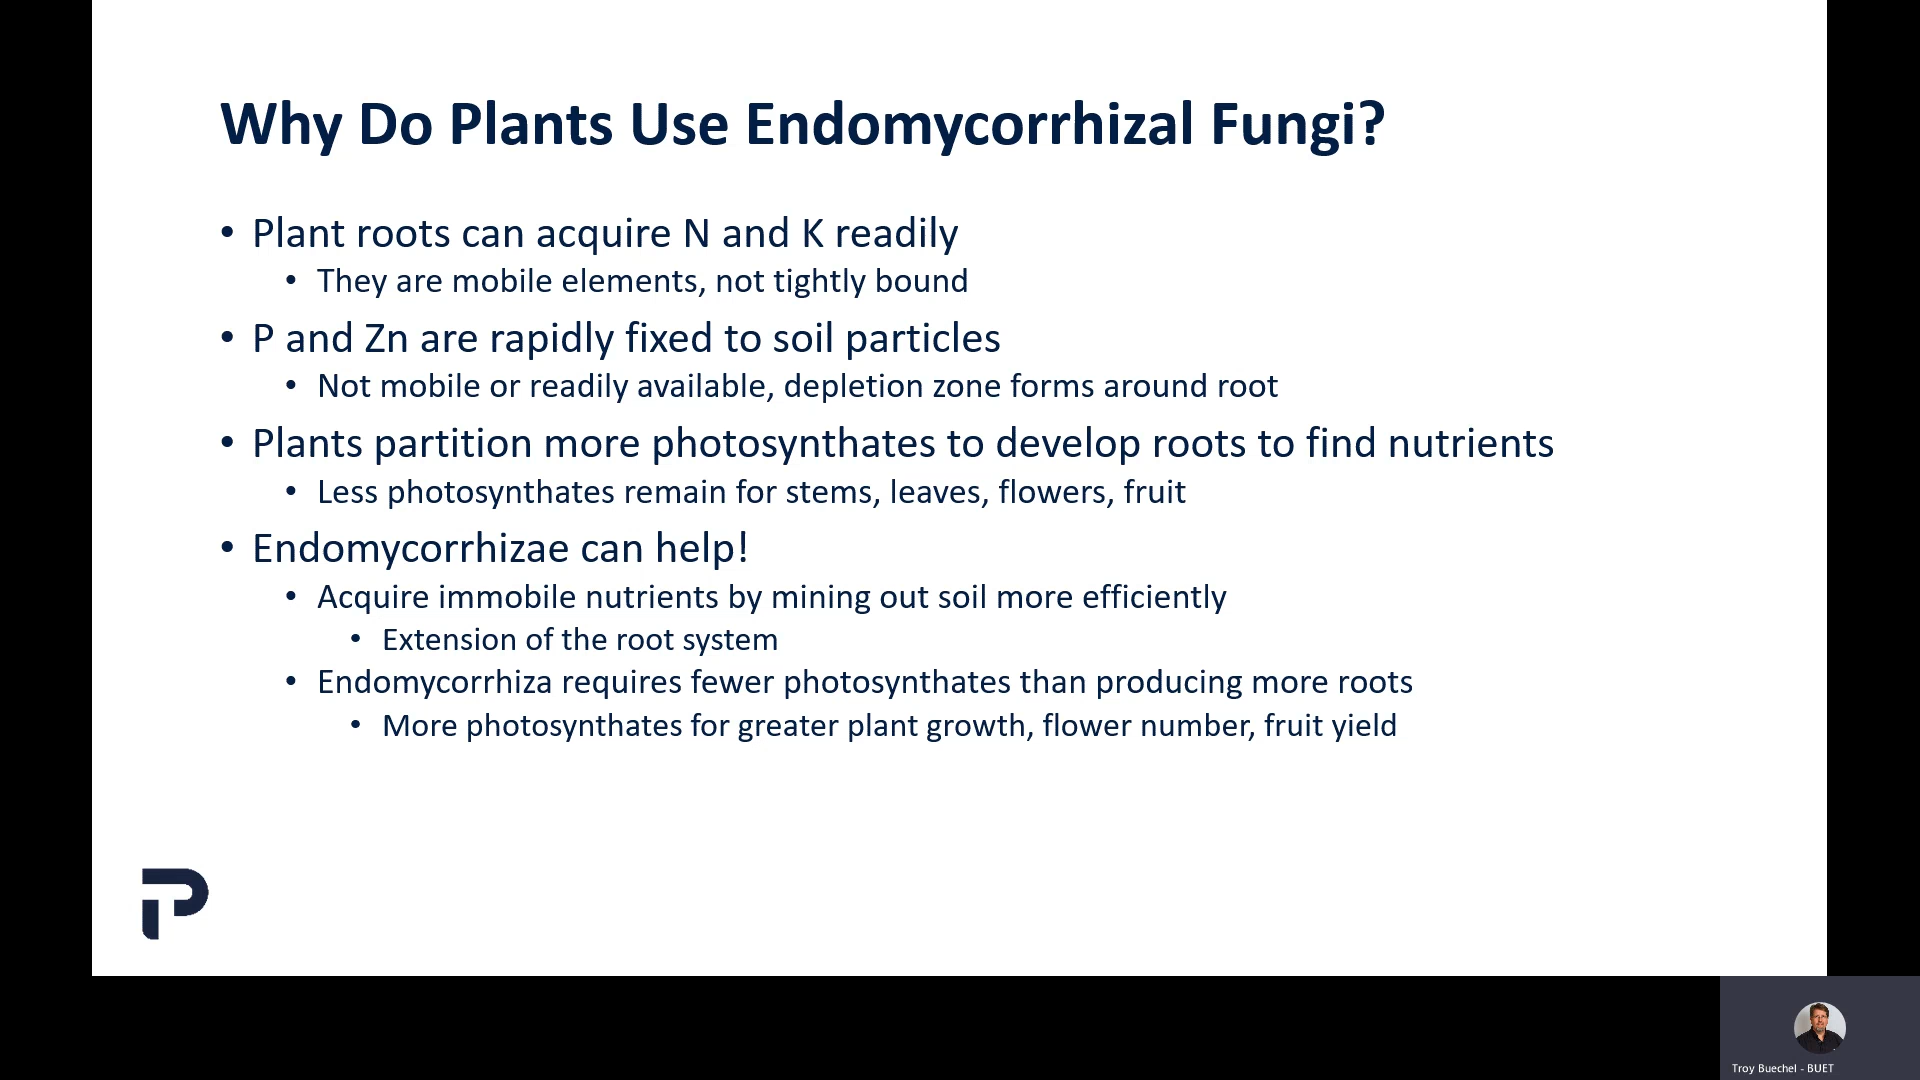 Why Do Plants Use Endomycorrhizal Fungi?
• Plant roots can acquire N and K readily
• They are mobile elements, not tightly bound
• P and Zn are rapidly fixed to soil particles
• Not mobile or readily available, depletion zone forms around root
• Plants partition more photosynthates to develop roots to find nutrients
• Less photosynthates remain for stems, leaves, flowers, fruit
• Endomycorrhizae can help!
• Acquire immobile nutrients by mining out soil more efficiently
• Extension of the root system
• Endomycorrhiza requires fewer photosynthates than producing more roots
• More photosynthates for greater plant growth, flower number, fruit yield
P
Troy Buechel - BUET